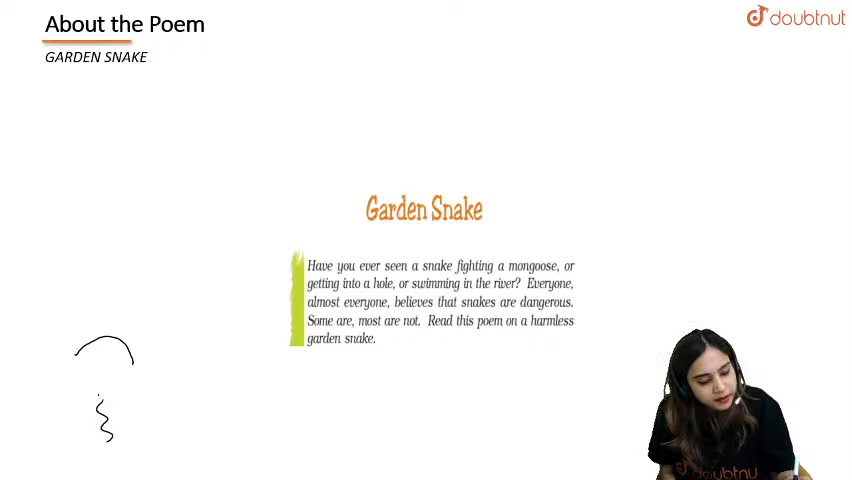 About the Poem
doubtnut
GARDEN SNAKE
Garden Snake
Have you ever seen a snake fighting a mongoose, or
getting into a hole, or swimming in the river? Everyone,
almost everyone, believes that snakes are dangerous.
Some are, most are not. Read this poem on a harmless
garden snake.
doubtnut